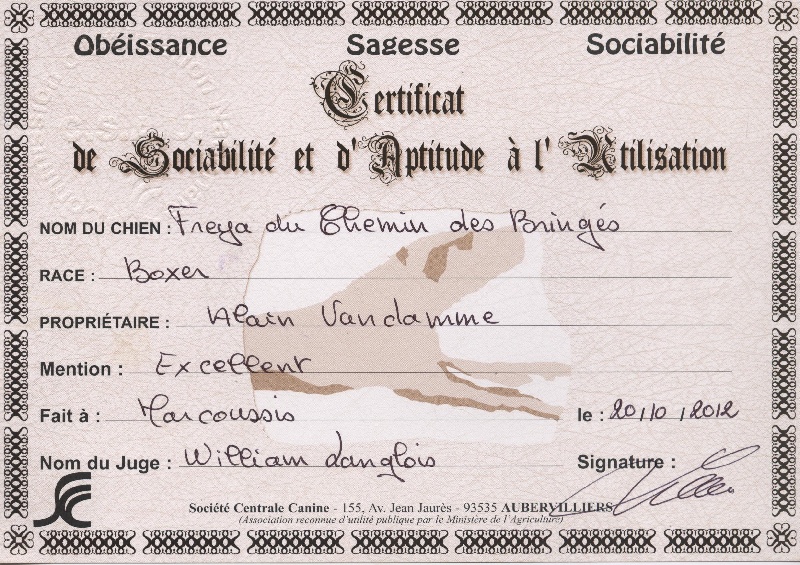 Obéissance Sagesse Sociabilité
Certificat
de Sociabilité et d'Aptitude à l'Utilisation
NOM DU CHIEN : Freya du Chemin des Bringés
RACE : Boxer
PROPRIÉTAIRE : Alain Vandamme
Mention : Excellent
Fait à : Marcoussis le : 20/10/2012
Nom du Juge : William Langlois Signature :
Société Centrale Canine - 155, Av. Jean Jaurès - 93535 AUBERVILLIERS
(Association reconnue d'utilité publique par le Ministère de l'Agriculture)